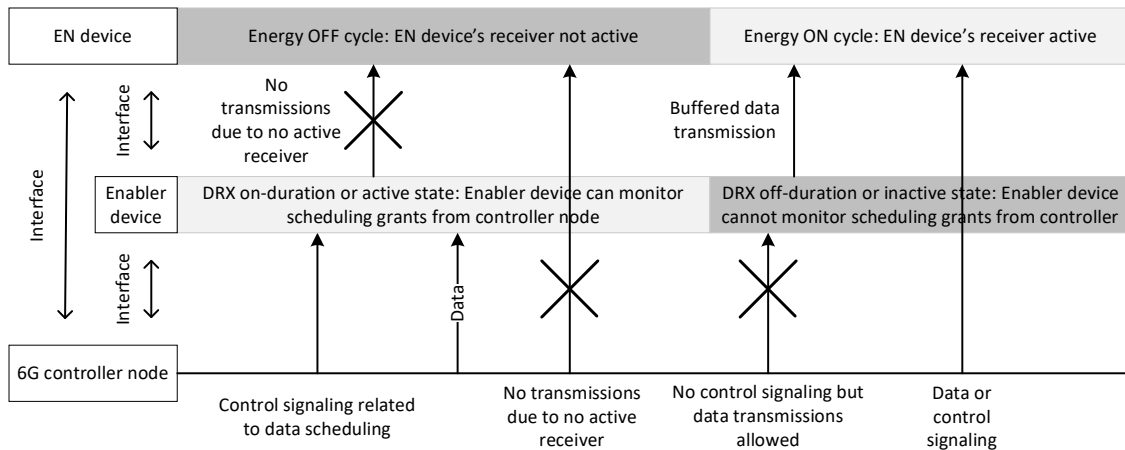 EN device
Energy OFF cycle: EN device's receiver not active
Energy ON cycle: EN device's receiver active
Interface
Interface
No
transmissions
due to no active
receiver
Buffered data
transmission
Enabler
device
DRX on-duration or active state: Enabler device can monitor
scheduling grants from controller node
DRX off-duration or inactive state: Enabler device
cannot monitor scheduling grants from controller
Interface
Data
6G controller node
Control signaling related
to data scheduling
No transmissions
due to no active
receiver
No control signaling but
data transmissions
allowed
Data or
control
signaling